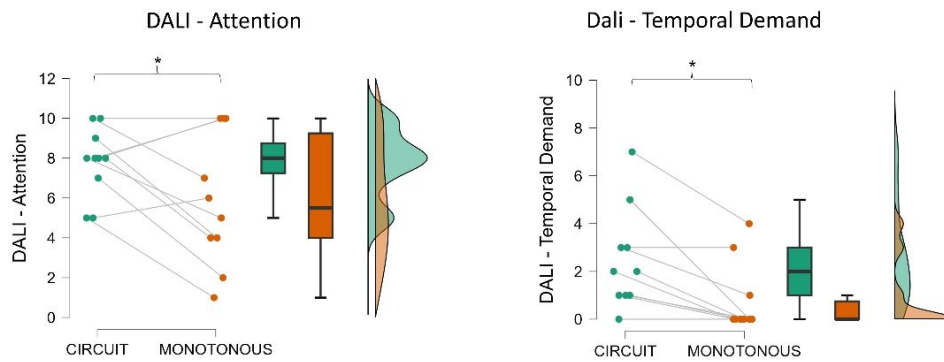 DALI - Attention
*
DALI - Attention
12
10
8
6
4
2
0
CIRCUIT MONOTONOUS
Dali - Temporal Demand
*
DALI - Temporal Demand
10
8
6
4
2
0
CIRCUIT MONOTONOUS